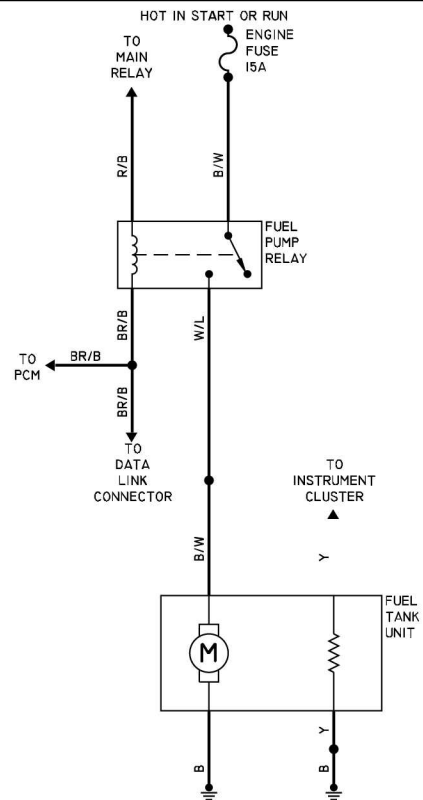 HOT IN START OR RUN
TO
MAIN
RELAY
ENGINE
FUSE
15A
R/B
B/W
FUEL
PUMP
RELAY
BR/B
W/L
TO
PCM
BR/B
BR/B
TO
DATA
LINK
CONNECTOR
TO
INSTRUMENT
CLUSTER
B/W
Y
FUEL
TANK
UNIT
M
Y
B
B